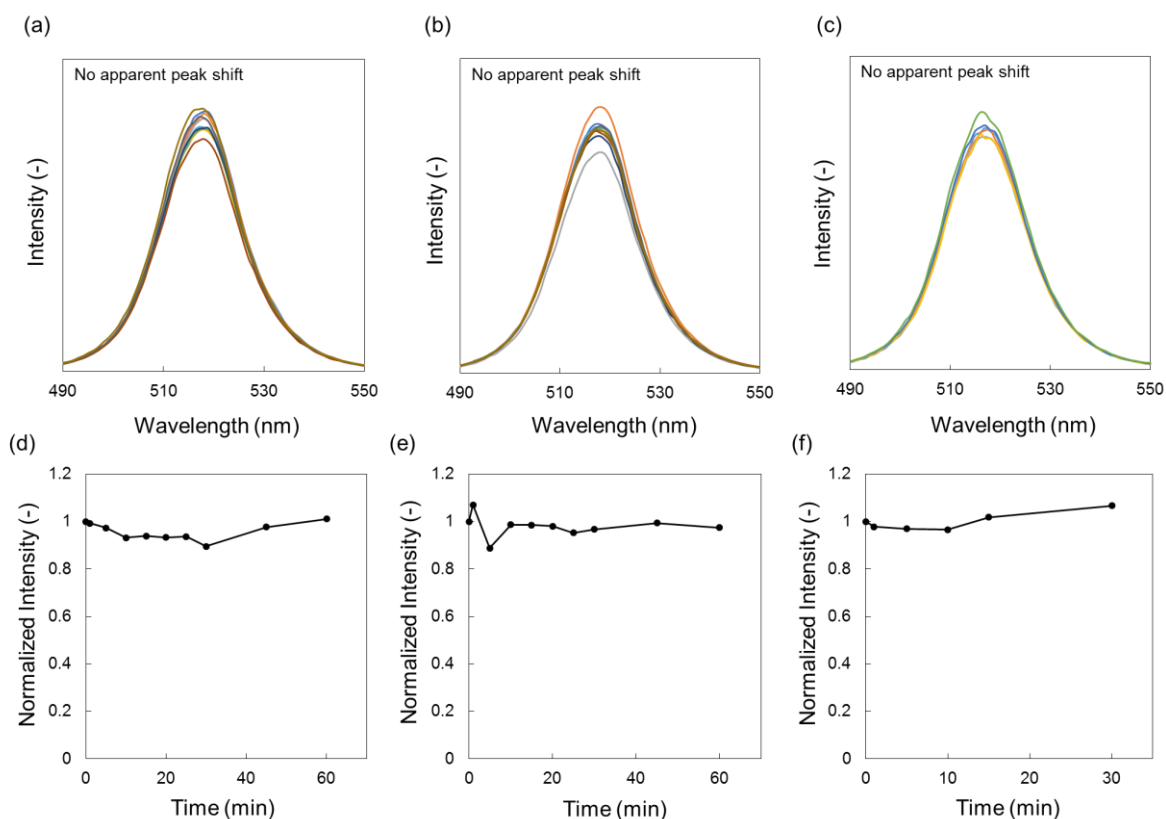 (a)
No apparent peak shift
Intensity (-)
490 510 530 550
Wavelength (nm)
(b)
No apparent peak shift
Intensity (-)
490 510 530 550
Wavelength (nm)
(c)
No apparent peak shift
Intensity (-)
490 510 530 550
Wavelength (nm)
(d)
Normalized Intensity (-)
1.2
1
0.8
0.6
0.4
0.2
0
0 20 40 60
Time (min)
(e)
Normalized Intensity (-)
1.2
1
0.8
0.6
0.4
0.2
0
0 20 40 60
Time (min)
(f)
Normalized Intensity (-)
1.2
1
0.8
0.6
0.4
0.2
0
0 10 20 30
Time (min)